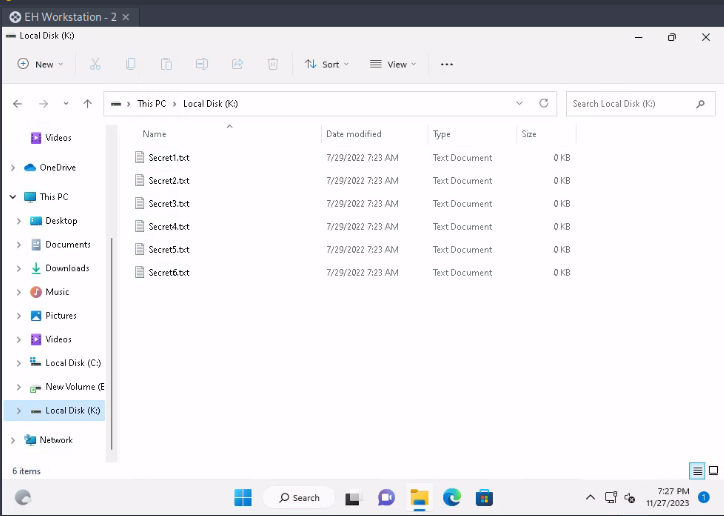 EH Workstation - 2
Local Disk (K:)
New
Sort
View
This PC
Local Disk (K:)
Search Local Disk (K:)
Videos
OneDrive
This PC
Desktop
Documents
Downloads
Music
Pictures
Videos
Local Disk (C:)
New Volume (E
Local Disk (K:)
Network
Name Date modified Type Size
Secret1.txt 7/29/2022 7:23 AM Text Document 0 KB
Secret2.txt 7/29/2022 7:23 AM Text Document 0 KB
Secret3.txt 7/29/2022 7:23 AM Text Document 0 KB
Secret4.txt 7/29/2022 7:23 AM Text Document 0 KB
Secret5.txt 7/29/2022 7:23 AM Text Document 0 KB
Secret6.txt 7/29/2022 7:23 AM Text Document 0 KB
6 items
Search
7:27 PM
11/27/2023
1